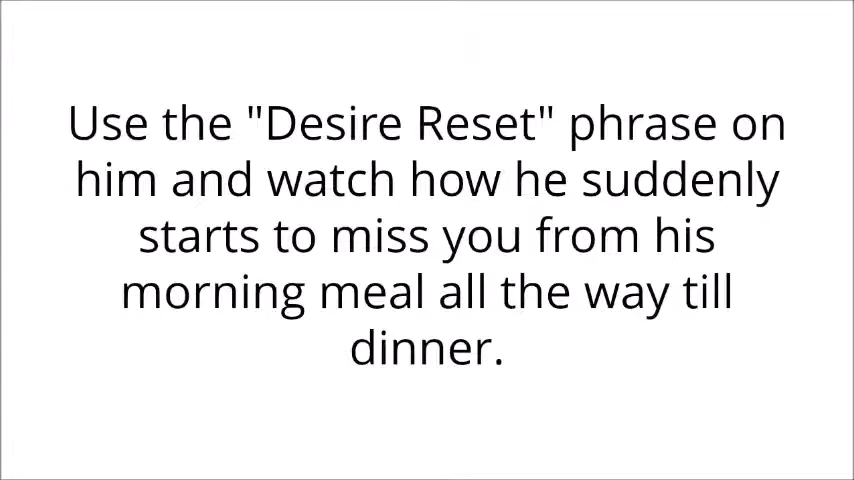 Use the "Desire Reset" phrase on
him and watch how he suddenly
starts to miss you from his
morning meal all the way till
dinner.